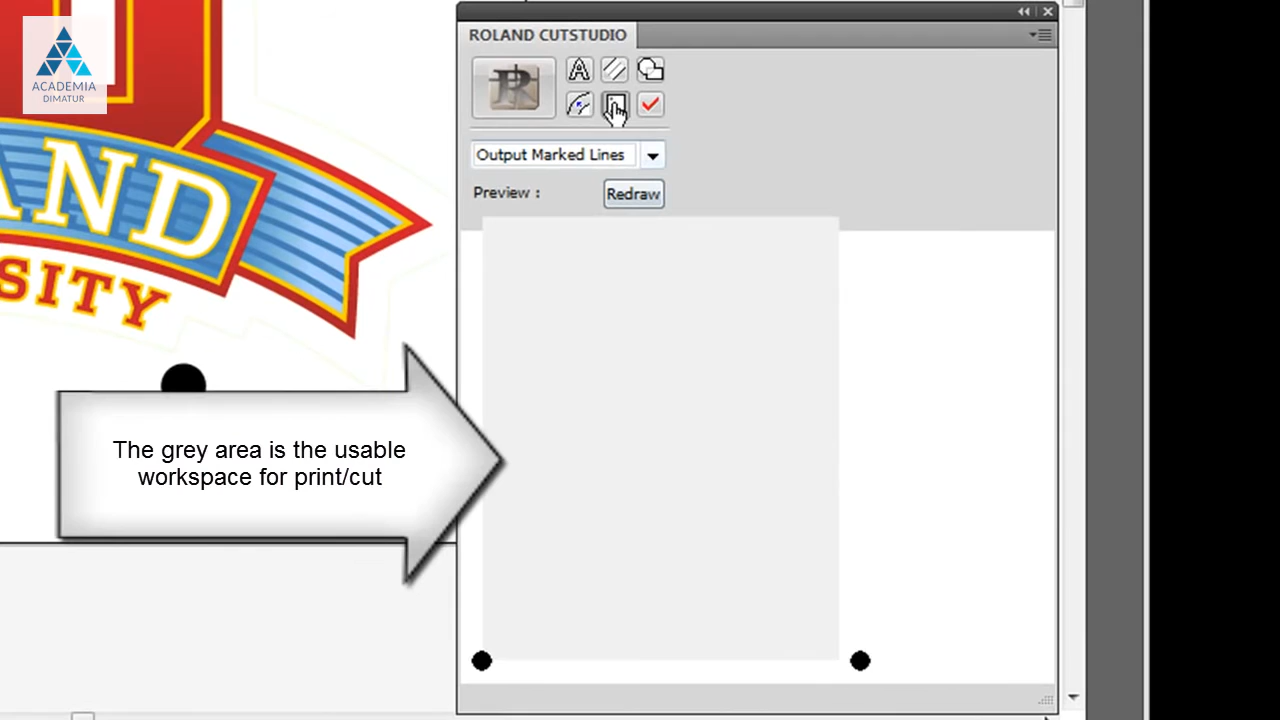 ACADEMIA
DIMATUR
AND
SITY
ROLAND CUTSTUDIO
Output Marked Lines
Preview :
Redraw
The grey area is the usable
workspace for print/cut